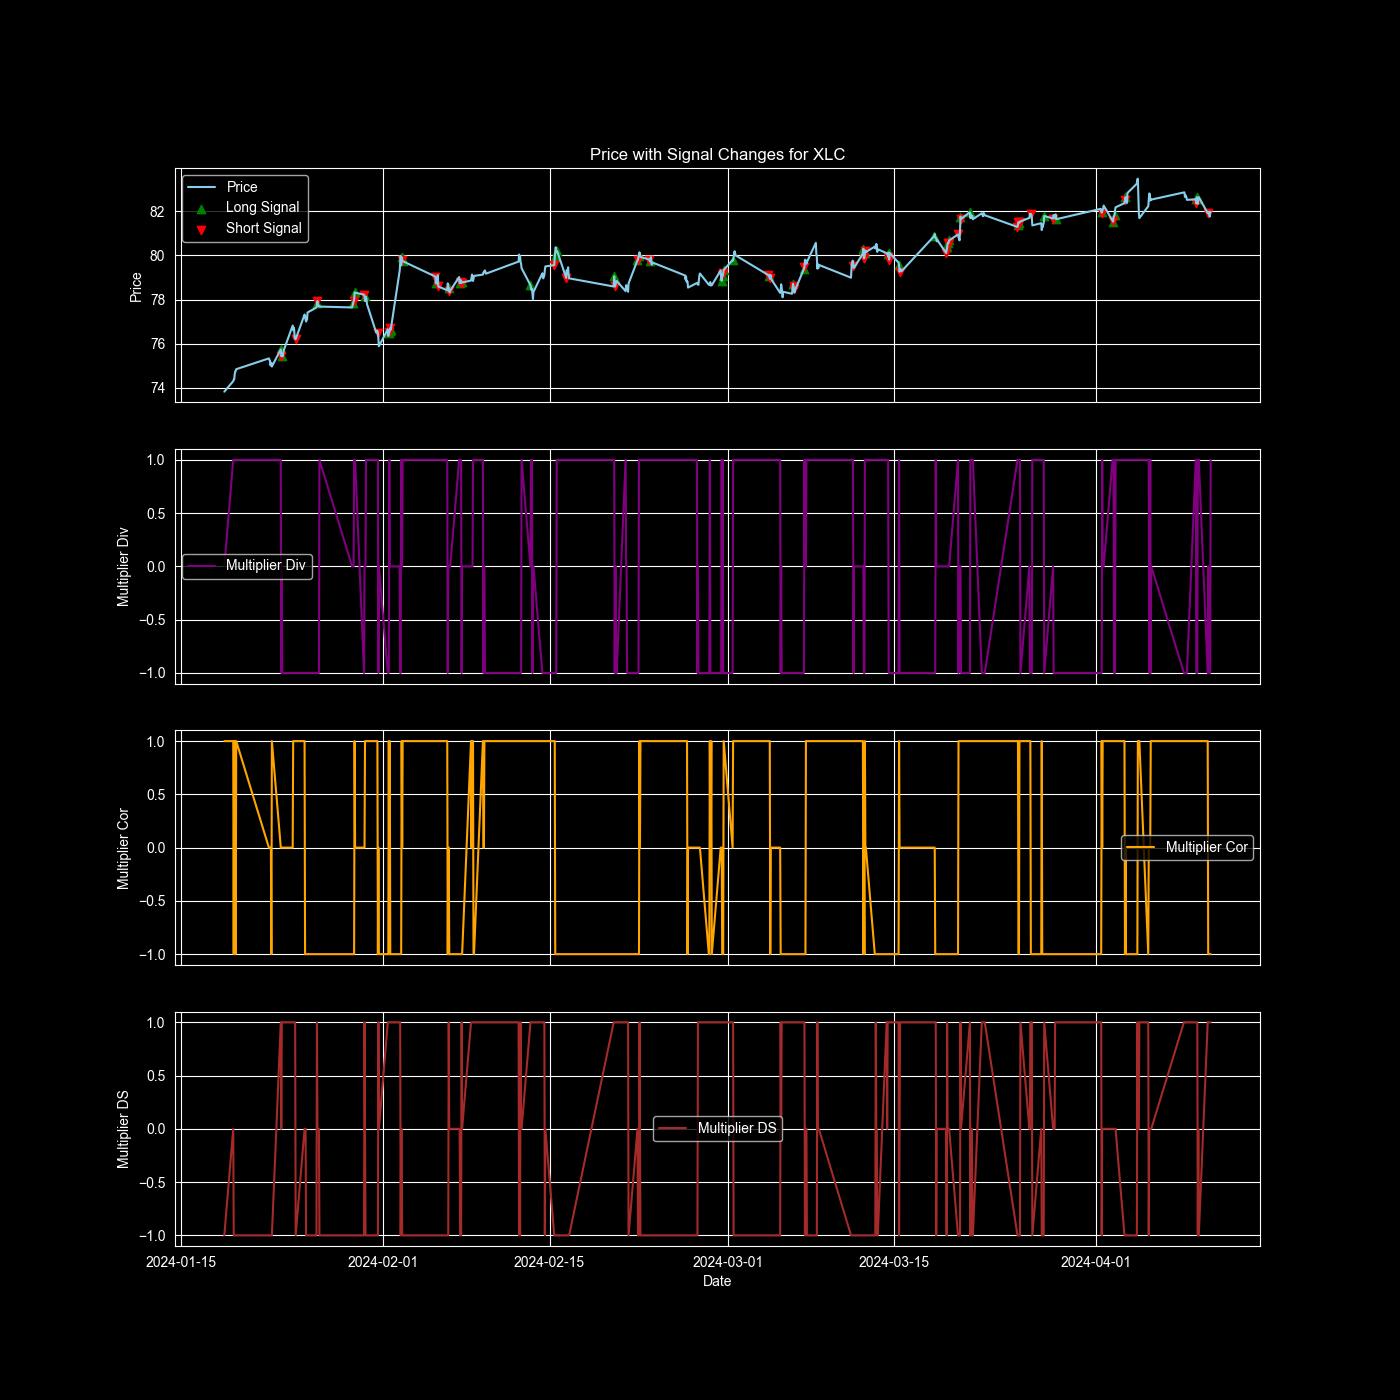 Price with Signal Changes for XLC
Price
Long Signal
Short Signal
82
80
78
76
74
Price
1.0
0.5
0.0
−0.5
−1.0
Multiplier Div
Multiplier Div
1.0
0.5
0.0
−0.5
−1.0
Multiplier Cor
Multiplier Cor
1.0
0.5
0.0
−0.5
−1.0
Multiplier DS
Multiplier DS
2024-01-15
2024-02-01
2024-02-15
2024-03-01
2024-03-15
2024-04-01
Date